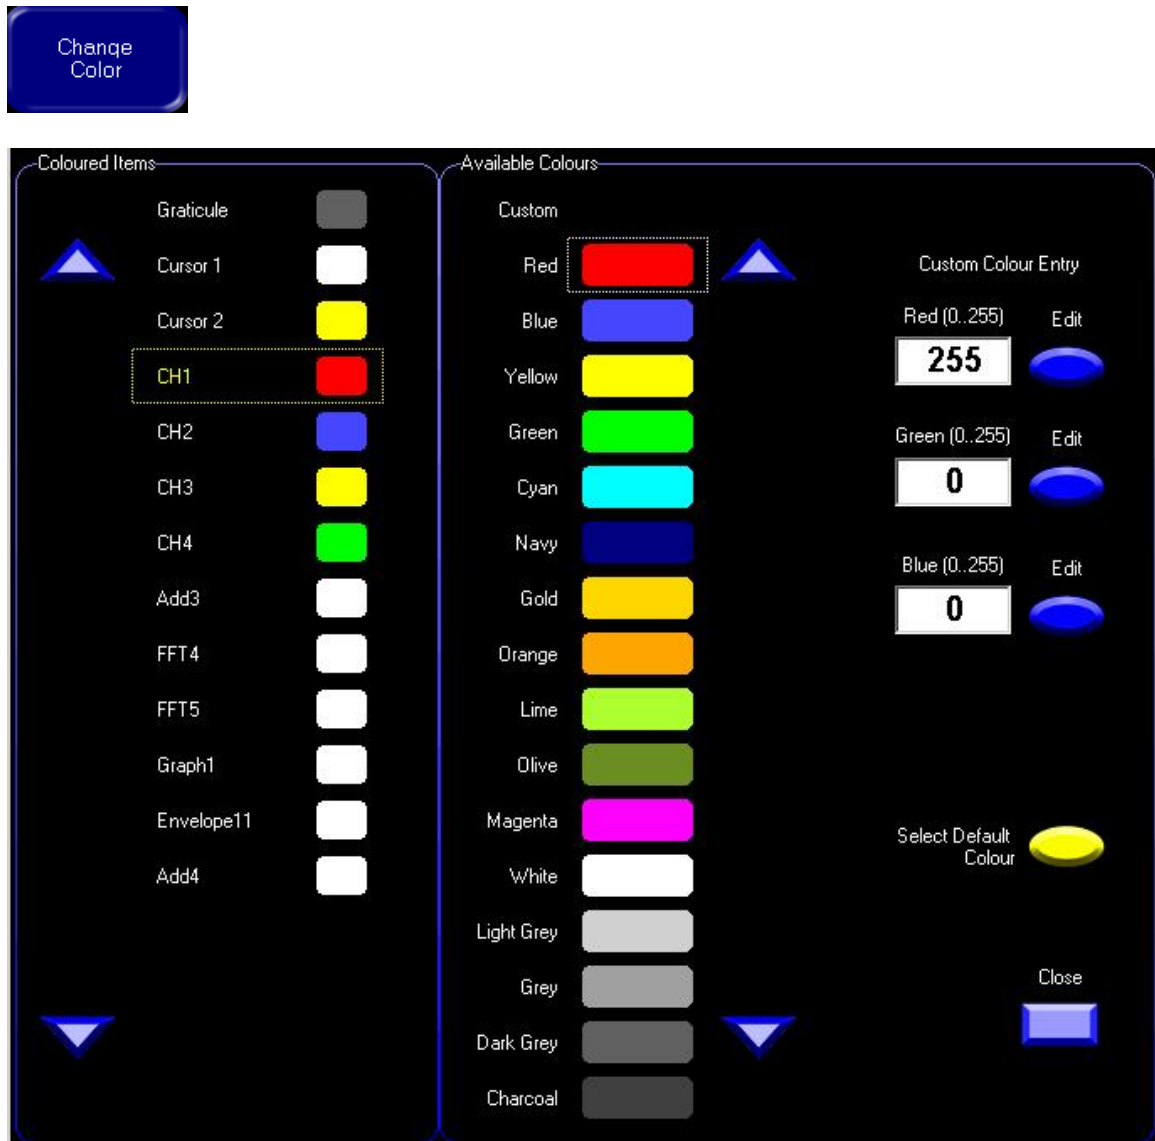 Change
Color
Coloured Items
Graticule
Cursor 1
Cursor 2
CH1
CH2
CH3
CH4
Add3
FFT4
FFT5
Graph1
Envelope11
Add4
Available Colours
Custom
Red
Blue
Yellow
Green
Cyan
Navy
Gold
Orange
Lime
Olive
Magenta
White
Light Grey
Grey
Dark Grey
Charcoal
Custom Colour Entry
Red (0..255)
Edit
255
Green (0..255)
Edit
0
Blue (0..255)
Edit
0
Select Default
Colour
Close